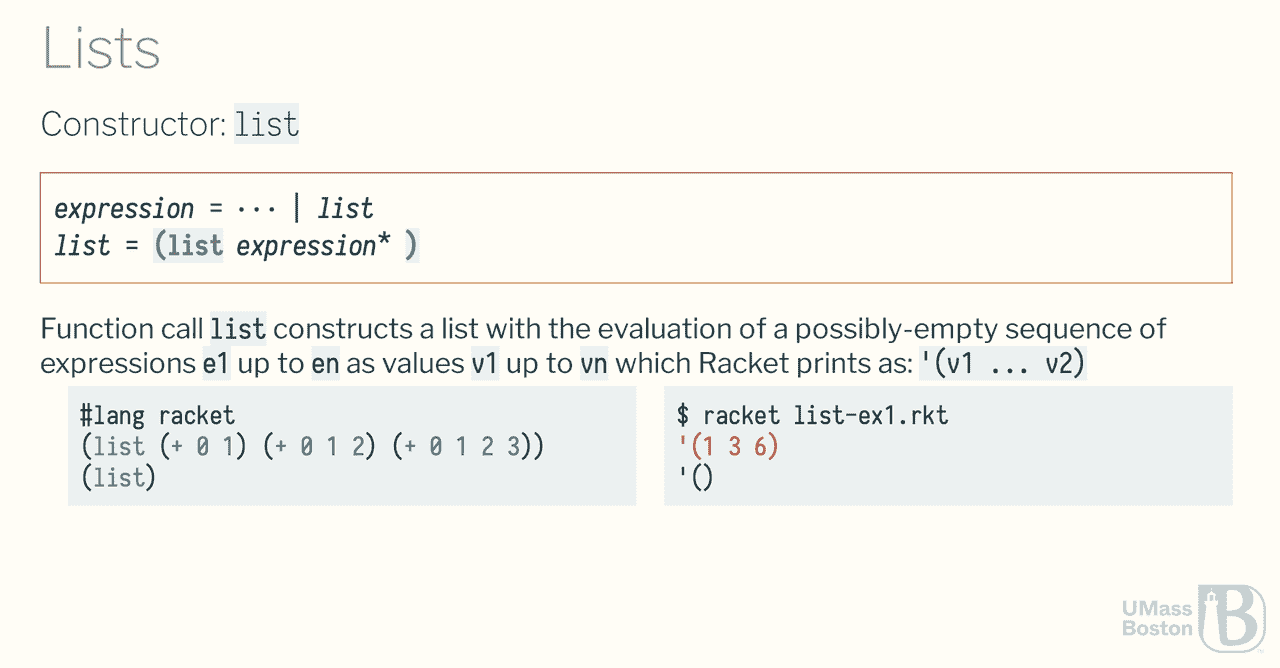 Lists
Constructor: list
expression = ··· | list
list = (list expression* )
Function call list constructs a list with the evaluation of a possibly-empty sequence of
expressions e1 up to en as values v1 up to vn which Racket prints as: '(v1 ... v2)
#lang racket
(list (+ 0 1) (+ 0 1 2) (+ 0 1 2 3))
(list)
$ racket list-ex1.rkt
'(1 3 6)
'()
UMass
Boston
B